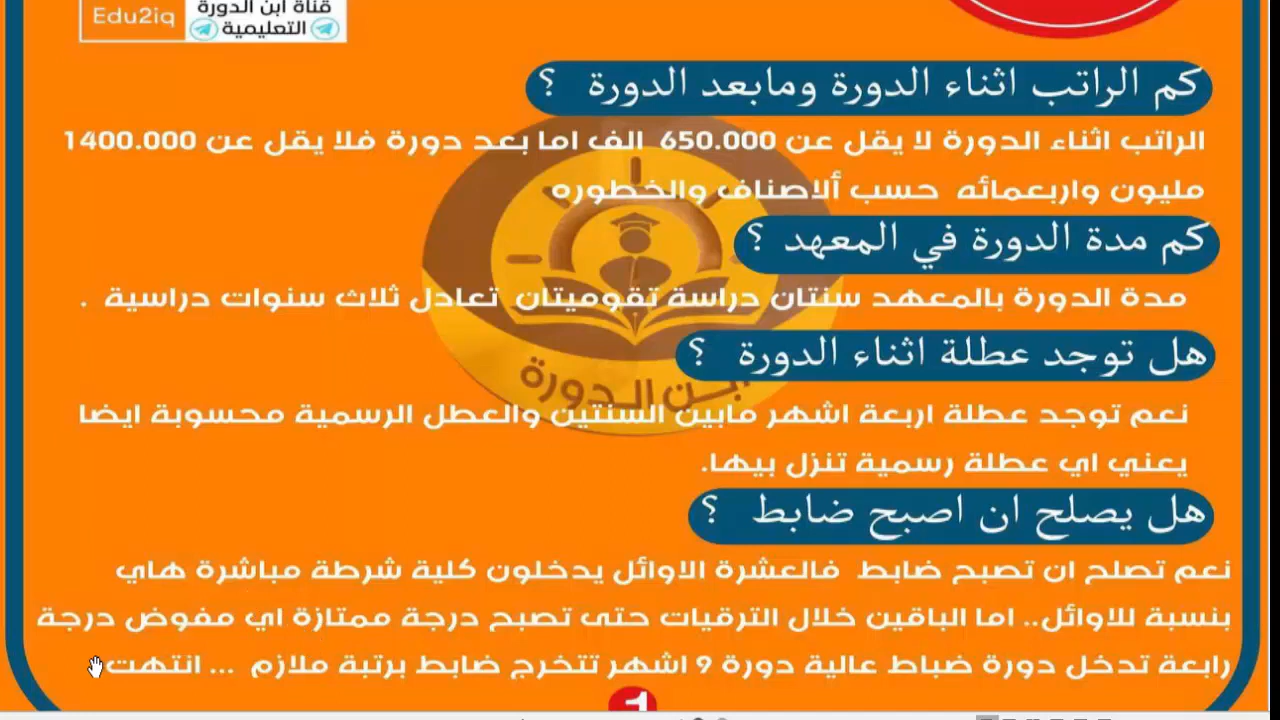 قناة ابن الدورة
التعليمية
Edu2iq
كم الراتب اثناء الدورة ومابعد الدورة ؟
الراتب اثناء الدورة لا يقل عن 650.000 الف اما بعد دورة فلا يقل عن 1400.000
مليون واربعمائه حسب ألاصناف والخطوره
كم مدة الدورة في المعهد ؟
مدة الدورة بالمعهد سنتان دراسة تقوميتان تعادل ثلاث سنوات دراسية .
هل توجد عطلة اثناء الدورة ؟
نعم توجد عطلة اربعة اشهر مابين السنتين والعطل الرسمية محسوبة ايضا
يعني اي عطلة رسمية تنزل بيها.
ابن الدورة
هل يصلح ان اصبح ضابط ؟
نعم تصلح ان تصبح ضابط فالعشرة الاوائل يدخلون كلية شرطة مباشرة هاي
بنسبة للاوائل.. اما الباقين خلال الترقيات حتى تصبح درجة ممتازة اي مفوض درجة
رابعة تدخل دورة ضباط عالية دورة 9 اشهر تتخرج ضابط برتبة ملازم ... انتهت
1